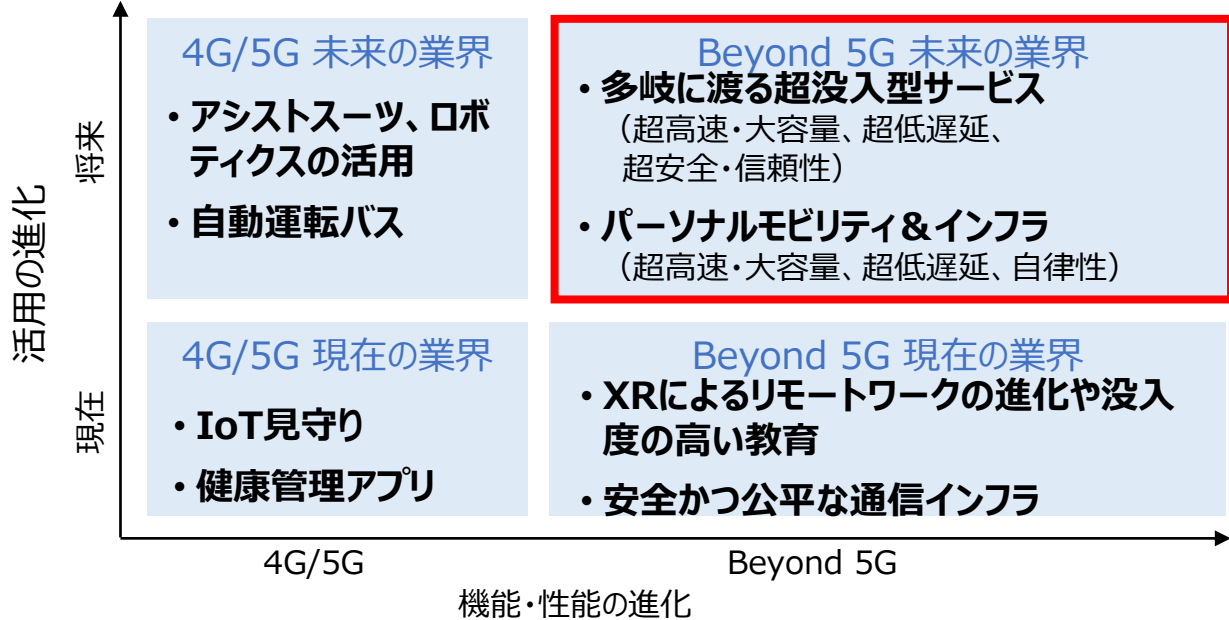 活用の進化
将来
現在
4G/5G 未来の業界
・アシストスーツ、ロボ
ティクスの活用
・自動運転バス
Beyond 5G 未来の業界
・多岐に渡る超没入型サービス
（超高速・大容量、超低遅延、
超安全・信頼性）
・パーソナルモビリティ＆インフラ
（超高速・大容量、超低遅延、自律性）
4G/5G 現在の業界
・IoT見守り
・健康管理アプリ
Beyond 5G 現在の業界
・XRによるリモートワークの進化や没入
度の高い教育
・安全かつ公平な通信インフラ
4G/5G
Beyond 5G
機能・性能の進化